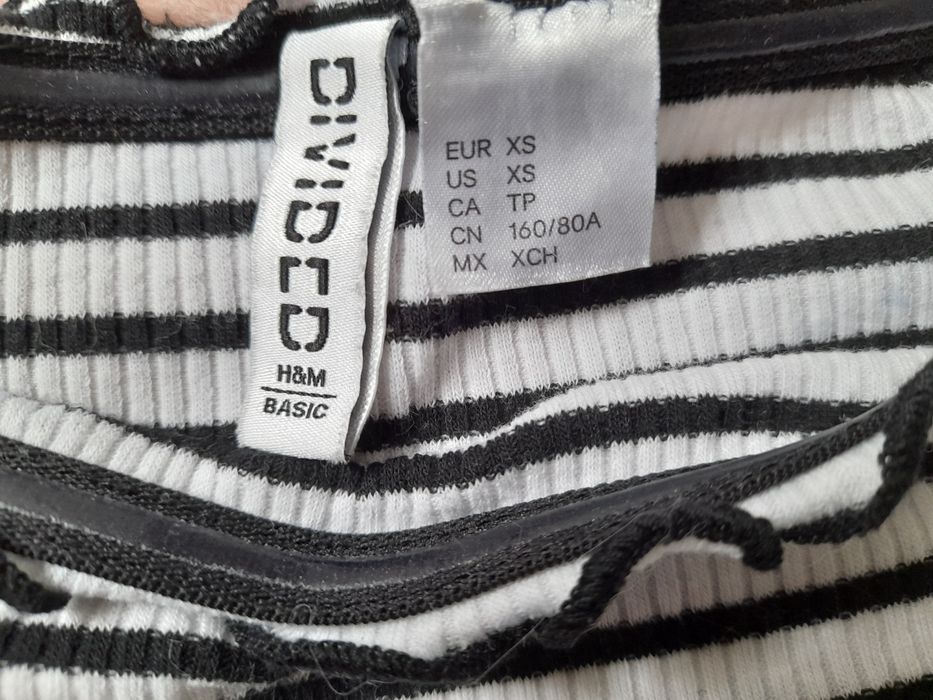 DIVIDED
H&M
BASIC
EUR XS
US XS
CA TP
CN 160/80A
MX XCH